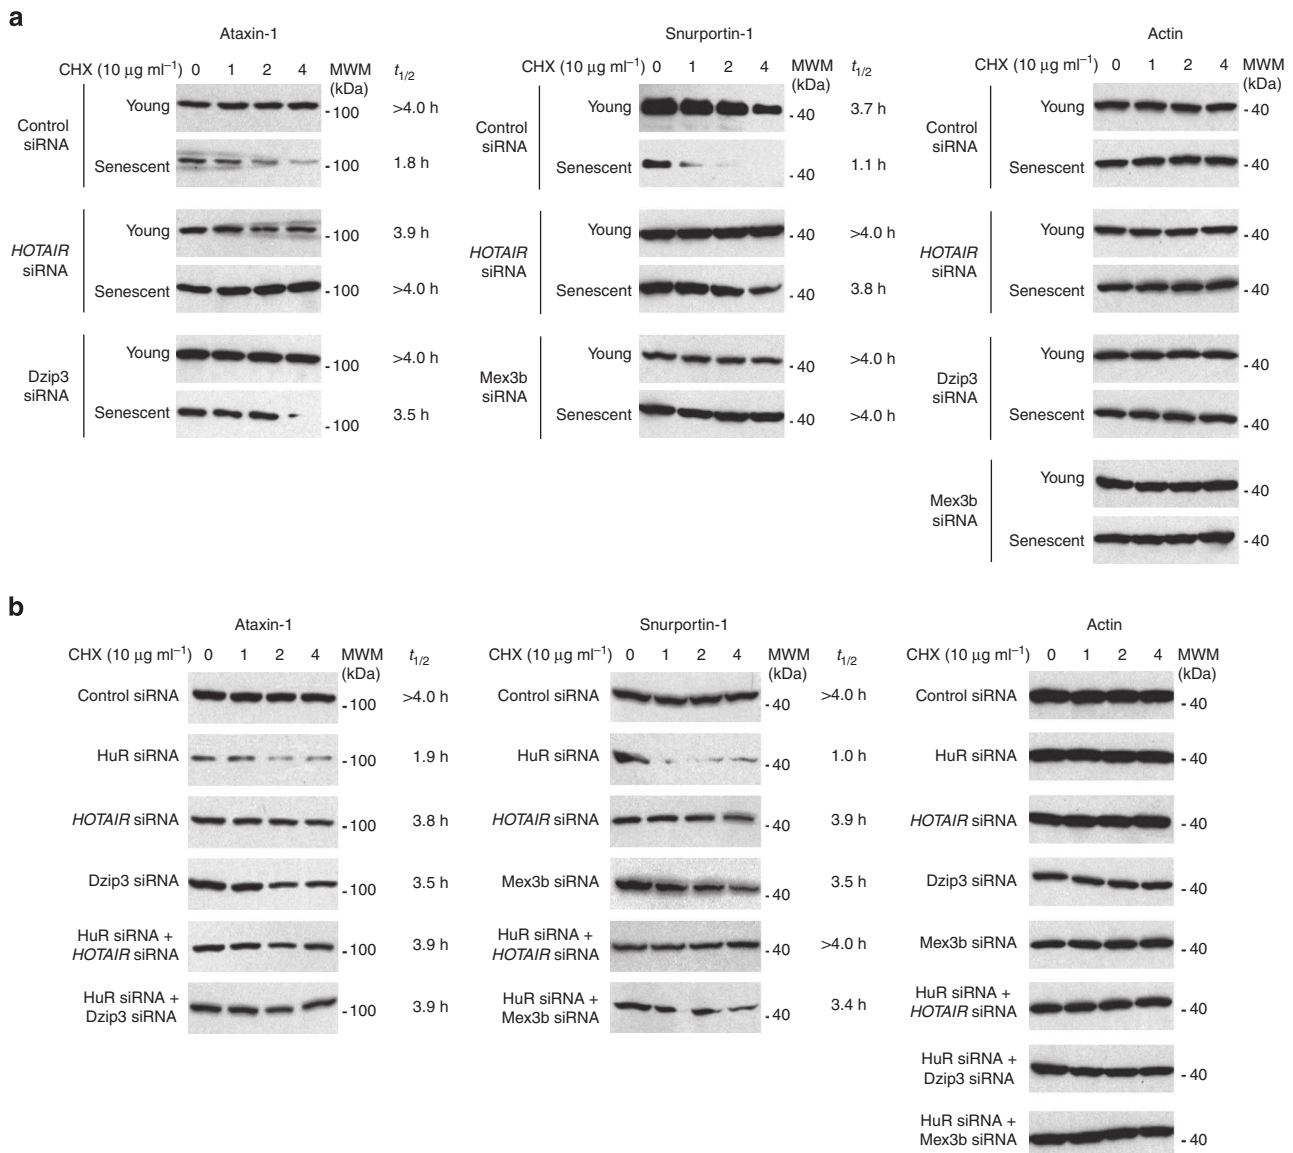 a
Ataxin-1
CHX (10 μg ml⁻¹) 0 1 2 4 MWM (kDa) t1/2
Control siRNA
Young - 100 >4.0 h
Senescent - 100 1.8 h
HOTAIR siRNA
Young - 100 3.9 h
Senescent - 100 >4.0 h
Dzip3 siRNA
Young - 100 >4.0 h
Senescent - 100 3.5 h
Snurportin-1
CHX (10 μg ml⁻¹) 0 1 2 4 MWM (kDa) t1/2
Control siRNA
Young - 40 3.7 h
Senescent - 40 1.1 h
HOTAIR siRNA
Young - 40 >4.0 h
Senescent - 40 3.8 h
Mex3b siRNA
Young - 40 >4.0 h
Senescent - 40 >4.0 h
Actin
CHX (10 μg ml⁻¹) 0 1 2 4 MWM (kDa)
Control siRNA
Young - 40
Senescent - 40
HOTAIR siRNA
Young - 40
Senescent - 40
Dzip3 siRNA
Young - 40
Senescent - 40
Mex3b siRNA
Young - 40
Senescent - 40
b
Ataxin-1
CHX (10 μg ml⁻¹) 0 1 2 4 MWM (kDa) t1/2
Control siRNA - 100 >4.0 h
HuR siRNA - 100 1.9 h
HOTAIR siRNA - 100 3.8 h
Dzip3 siRNA - 100 3.5 h
HuR siRNA +
HOTAIR siRNA - 100 3.9 h
HuR siRNA +
Dzip3 siRNA - 100 3.9 h
Snurportin-1
CHX (10 μg ml⁻¹) 0 1 2 4 MWM (kDa) t1/2
Control siRNA - 40 >4.0 h
HuR siRNA - 40 1.0 h
HOTAIR siRNA - 40 3.9 h
Mex3b siRNA - 40 3.5 h
HuR siRNA +
HOTAIR siRNA - 40 >4.0 h
HuR siRNA +
Mex3b siRNA - 40 3.4 h
Actin
CHX (10 μg ml⁻¹) 0 1 2 4 MWM (kDa)
Control siRNA - 40
HuR siRNA - 40
HOTAIR siRNA - 40
Dzip3 siRNA - 40
Mex3b siRNA - 40
HuR siRNA +
HOTAIR siRNA - 40
HuR siRNA +
Dzip3 siRNA - 40
HuR siRNA +
Mex3b siRNA - 40